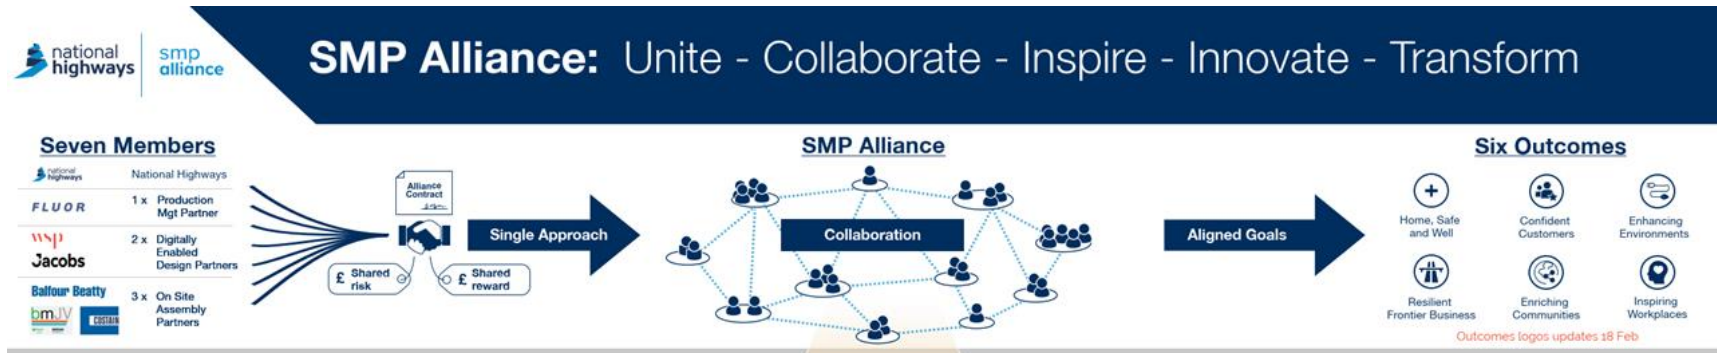 national
highways
smp
alliance
SMP Alliance: Unite - Collaborate - Inspire - Innovate - Transform
Seven Members
national
highways
National Highways
FLUOR
1 x Production
Mgt Partner
wsp
Jacobs
2 x Digitally
Enabled
Design Partners
Balfour Beatty
bmJV
COSTAIN
3 x On Site
Assembly
Partners
Alliance
Contract
£ Shared
risk
£ Shared
reward
Single Approach
SMP Alliance
Collaboration
Aligned Goals
Six Outcomes
Home, Safe
and Well
Confident
Customers
Enhancing
Environments
Resilient
Frontier Business
Enriching
Communities
Inspiring
Workplaces
Outcomes logos updates 18 Feb